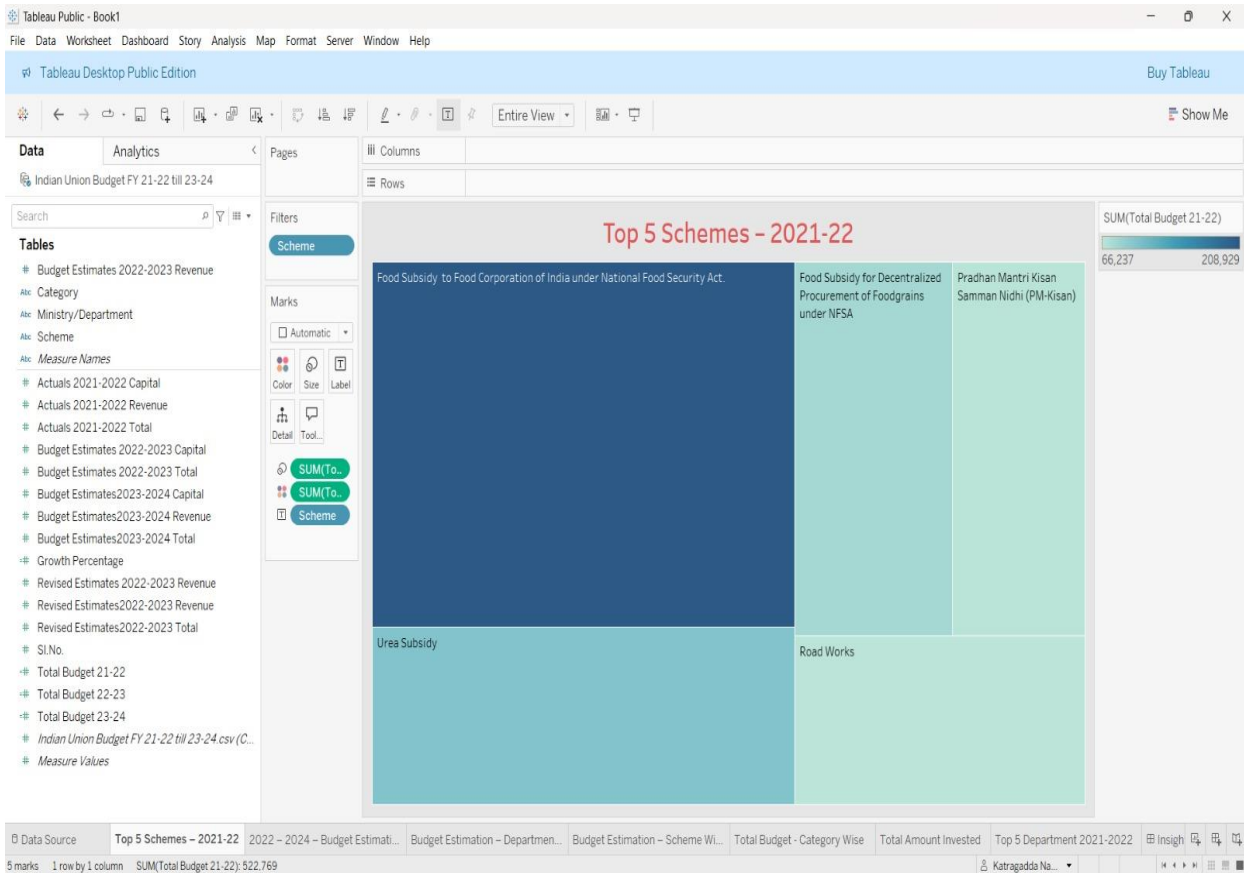 Tableau Public - Book1
File Data Worksheet Dashboard Story Analysis Map Format Server Window Help
Tableau Desktop Public Edition
Buy Tableau
Entire View
Show Me
Data
Analytics
Indian Union Budget FY 21-22 till 23-24
Search
Tables
# Budget Estimates 2022-2023 Revenue
Abc Category
Abc Ministry/Department
Abc Scheme
Abc Measure Names
# Actuals 2021-2022 Capital
# Actuals 2021-2022 Revenue
# Actuals 2021-2022 Total
# Budget Estimates 2022-2023 Capital
# Budget Estimates 2022-2023 Total
# Budget Estimates2023-2024 Capital
# Budget Estimates2023-2024 Revenue
# Budget Estimates2023-2024 Total
=# Growth Percentage
# Revised Estimates 2022-2023 Revenue
# Revised Estimates2022-2023 Revenue
# Revised Estimates2022-2023 Total
# Sl.No.
=# Total Budget 21-22
=# Total Budget 22-23
=# Total Budget 23-24
# Indian Union Budget FY 21-22 till 23-24.csv (C...
# Measure Values
Pages
Filters
Scheme
Marks
Automatic
Color Size Label
Detail Tool...
SUM(To..
SUM(To..
Scheme
Columns
Rows
Top 5 Schemes – 2021-22
Food Subsidy to Food Corporation of India under National Food Security Act.
Urea Subsidy
Food Subsidy for Decentralized
Procurement of Foodgrains
under NFSA
Pradhan Mantri Kisan
Samman Nidhi (PM-Kisan)
Road Works
SUM(Total Budget 21-22)
66,237 208,929
Data Source
Top 5 Schemes – 2021-22
2022 – 2024 – Budget Estimati...
Budget Estimation – Departmen...
Budget Estimation – Scheme Wi...
Total Budget - Category Wise
Total Amount Invested
Top 5 Department 2021-2022
Insigh
5 marks 1 row by 1 column SUM(Total Budget 21-22): 522,769
Katragadda Na...